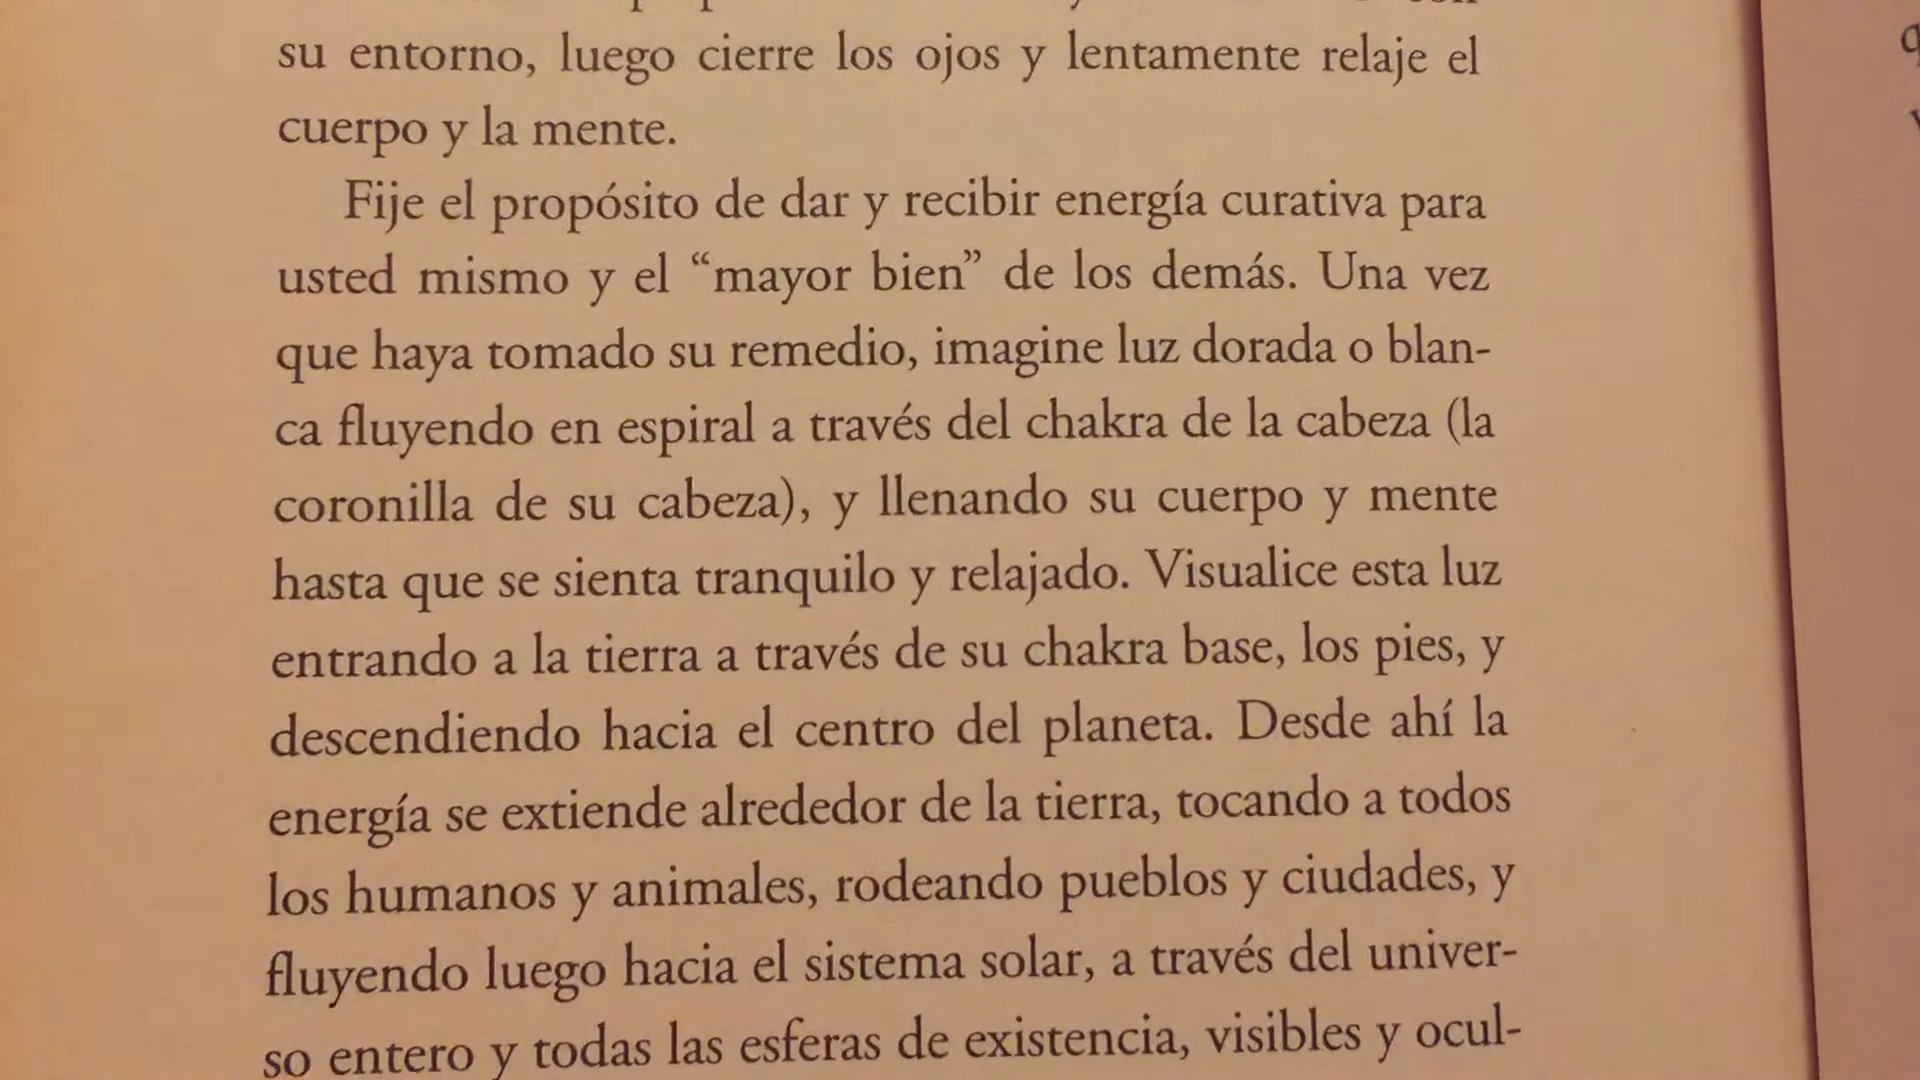 su entorno, luego cierre los ojos y lentamente relaje el
cuerpo y la mente.
Fije el propósito de dar y recibir energía curativa para
usted mismo y el “mayor bien” de los demás. Una vez
que haya tomado su remedio, imagine luz dorada o blan-
ca fluyendo en espiral a través del chakra de la cabeza (la
coronilla de su cabeza), y llenando su cuerpo y mente
hasta que se sienta tranquilo y relajado. Visualice esta luz
entrando a la tierra a través de su chakra base, los pies, y
descendiendo hacia el centro del planeta. Desde ahí la
energía se extiende alrededor de la tierra, tocando a todos
los humanos y animales, rodeando pueblos y ciudades, y
fluyendo luego hacia el sistema solar, a través del univer-
so entero y todas las esferas de existencia, visibles y ocul-